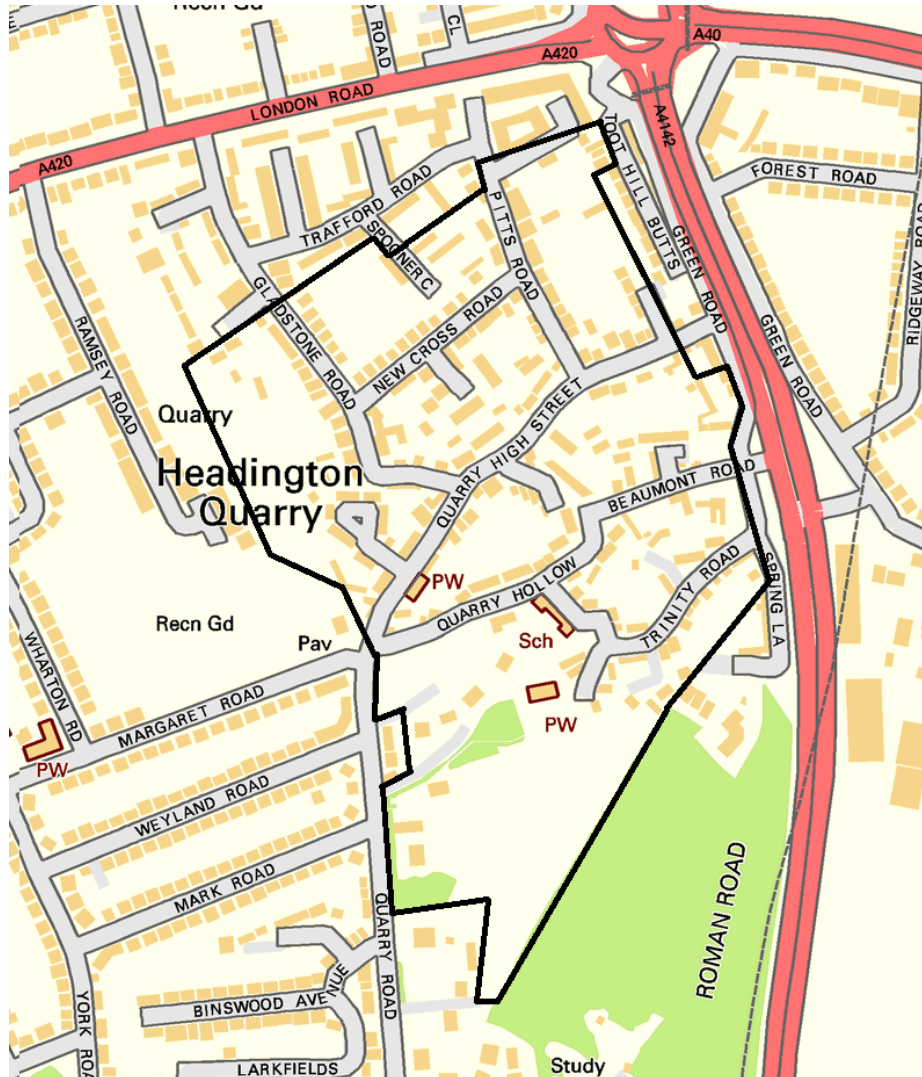 Recn Gd
ROAD
CL
A40
A420
LONDON ROAD
A420
A4142
TOOT HILL BUTTS
FOREST ROAD
TRAFFORD ROAD
SPOONER C
PITTS ROAD
GREEN ROAD
RIDGEWAY ROAD
GLADSTONE ROAD
NEW CROSS ROAD
GREEN ROAD
RAMSEY ROAD
Quarry
QUARRY HIGH STREET
Headington
Quarry
BEAUMONT ROAD
PW
QUARRY HOLLOW
TRINITY ROAD
SPRING LA
Recn Gd
Pav
Sch
WHARTON RD
MARGARET ROAD
PW
PW
WEYLAND ROAD
MARK ROAD
QUARRY ROAD
ROMAN ROAD
YORK ROA
BINSWOOD AVENUE
LARKFIELDS
Study